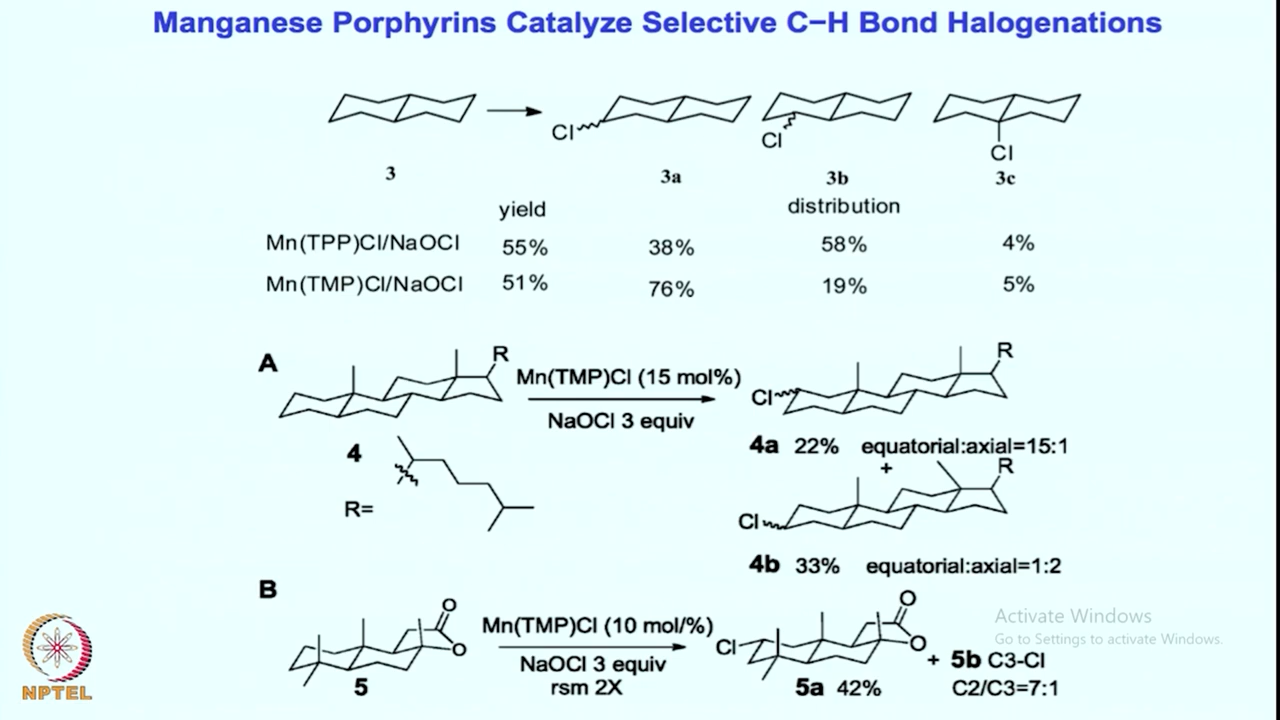 Manganese Porphyrins Catalyze Selective C−H Bond Halogenations
Cl
Cl
Cl
3
3a
3b
3c
yield
distribution
Mn(TPP)Cl/NaOCl
55%
38%
58%
4%
Mn(TMP)Cl/NaOCl
51%
76%
19%
5%
A
R
Mn(TMP)Cl (15 mol%)
NaOCl 3 equiv
R
Cl
4
4a 22% equatorial:axial=15:1
+
R=
R
Cl
4b 33% equatorial:axial=1:2
B
O
O
5
Mn(TMP)Cl (10 mol/%)
NaOCl 3 equiv
rsm 2X
O
O
Cl
5a 42%
+ 5b C3-Cl
C2/C3=7:1
Activate Windows
Go to Settings to activate Windows.
NPTEL